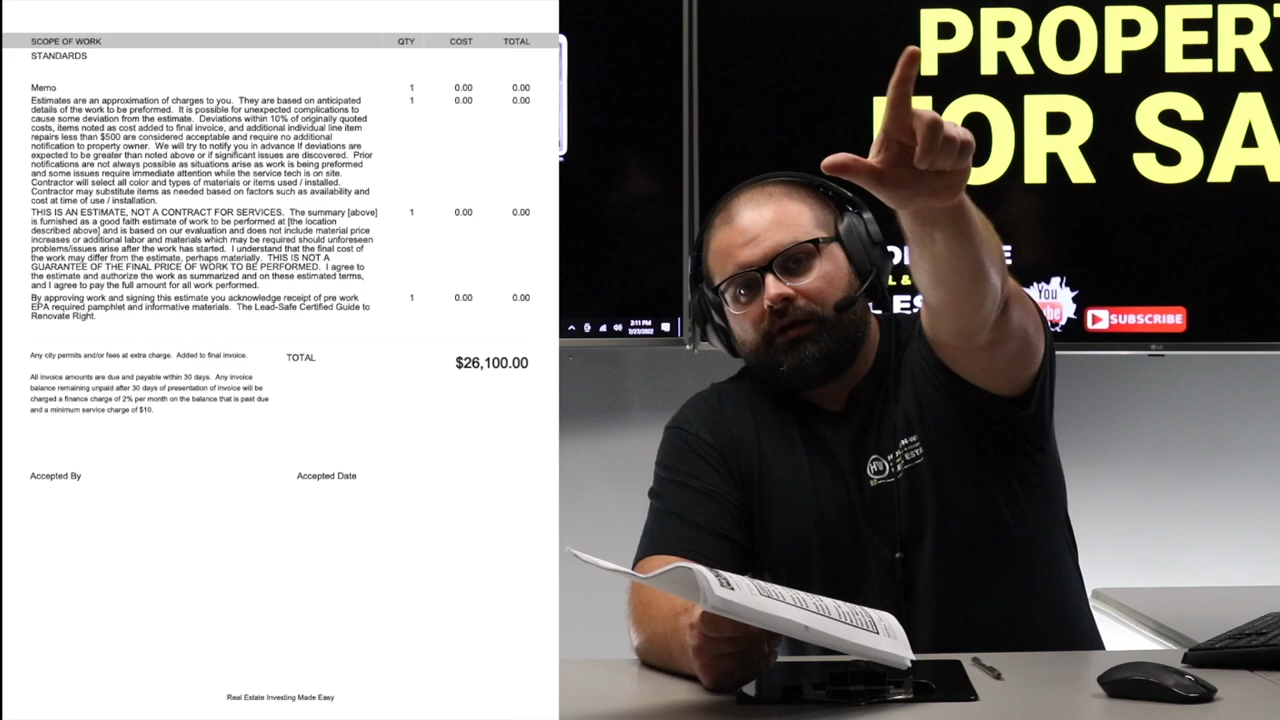 SCOPE OF WORK QTY COST TOTAL
STANDARDS
Memo 1 0.00 0.00
Estimates are an approximation of charges to you. They are based on anticipated 1 0.00 0.00
details of the work to be preformed. It is possible for unexpected complications to
cause some deviation from the estimate. Deviations within 10% of originally quoted
costs, items noted as cost added to final invoice, and additional individual line item
repairs less than $500 are considered acceptable and require no additional
notification to property owner. We will try to notify you in advance If deviations are
expected to be greater than noted above or if significant issues are discovered. Prior
notifications are not always possible as situations arise as work is being preformed
and some issues require immediate attention while the service tech is on site.
Contractor will select all color and types of materials or items used / installed.
Contractor may substitute items as needed based on factors such as availability and
cost at time of use / installation.
THIS IS AN ESTIMATE, NOT A CONTRACT FOR SERVICES. The summary [above] 1 0.00 0.00
is furnished as a good faith estimate of work to be performed at [the location
described above] and is based on our evaluation and does not include material price
increases or additional labor and materials which may be required should unforeseen
problems/issues arise after the work has started. I understand that the final cost of
the work may differ from the estimate, perhaps materially. THIS IS NOT A
GUARANTEE OF THE FINAL PRICE OF WORK TO BE PERFORMED. I agree to
the estimate and authorize the work as summarized and on these estimated terms,
and I agree to pay the full amount for all work performed.
By approving work and signing this estimate you acknowledge receipt of pre work 1 0.00 0.00
EPA required pamphlet and informative materials. The Lead-Safe Certified Guide to
Renovate Right.
Any city permits and/or fees at extra charge. Added to final invoice.
TOTAL $26,100.00
All invoice amounts are due and payable within 30 days. Any invoice
balance remaining unpaid after 30 days of presentation of invoice will be
charged a finance charge of 2% per month on the balance that is past due
and a minimum service charge of $10.
Accepted By Accepted Date
Real Estate Investing Made Easy
PROPER
FOR SA
L &
L ES
You
SUBSCRIBE
2:11 PM
7/27/2022
HW